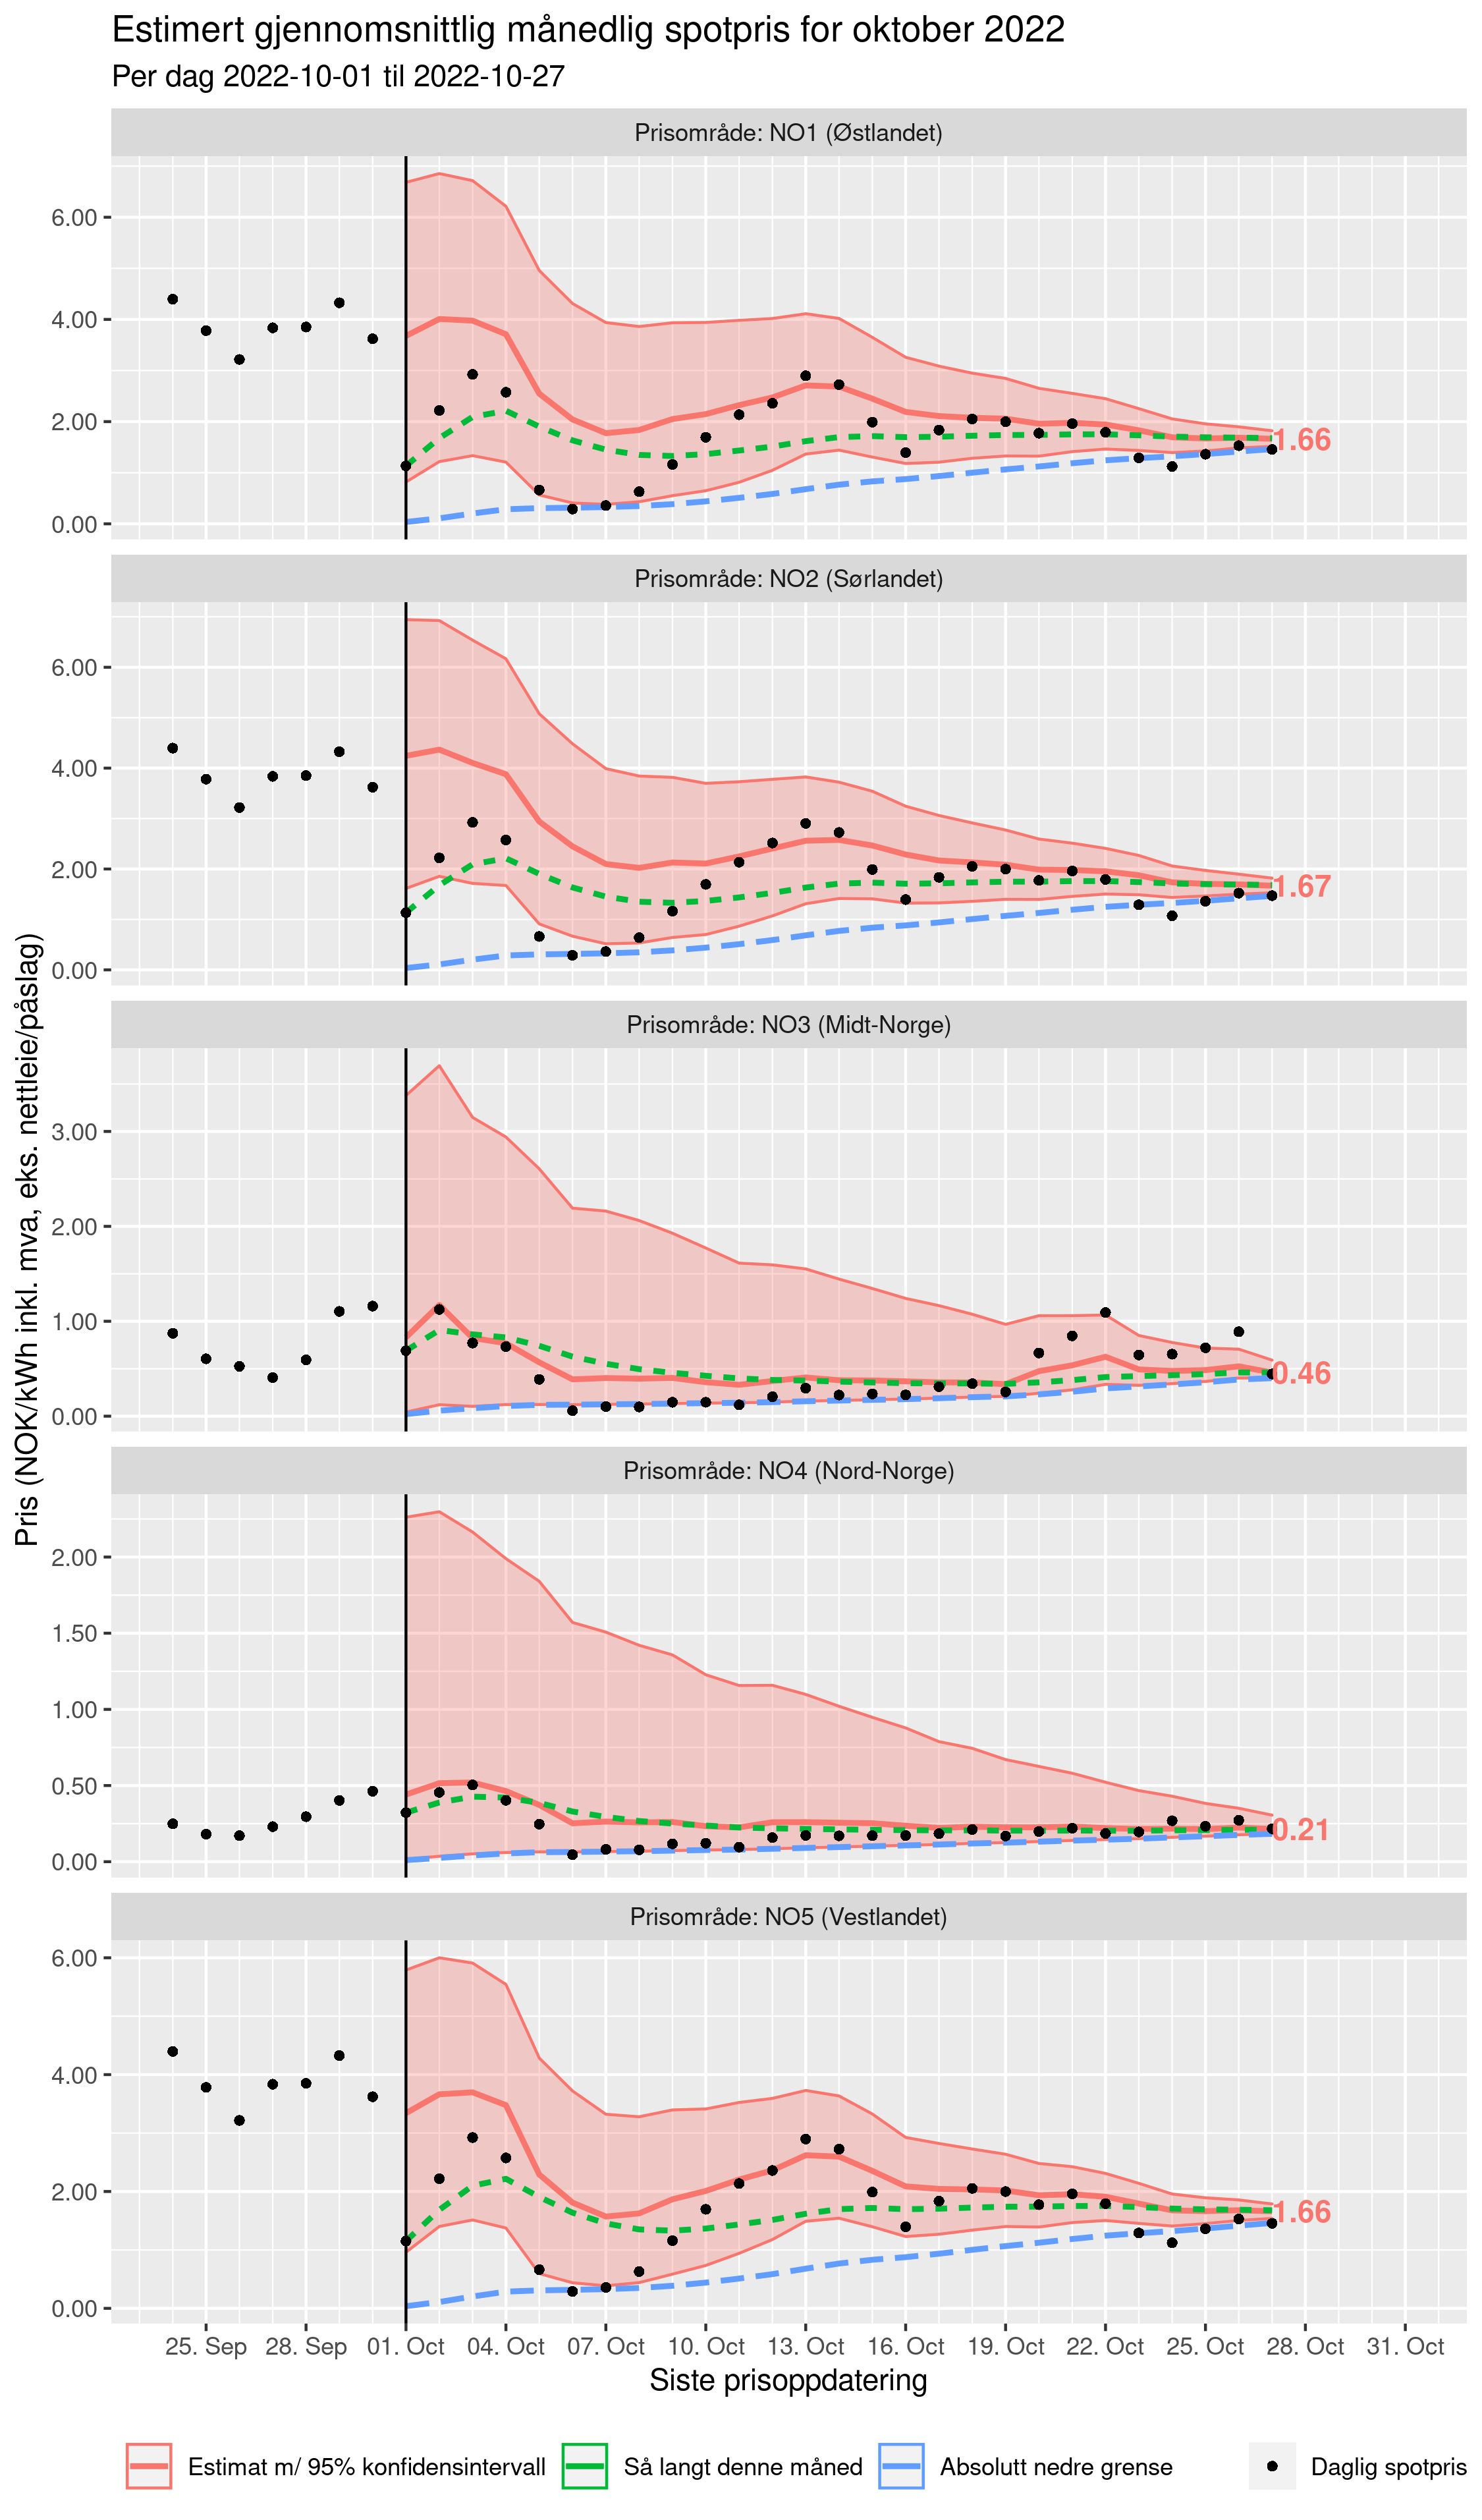 Estimert gjennomsnittlig månedlig spotpris for oktober 2022
Per dag 2022-10-01 til 2022-10-27
Pris (NOK/kWh inkl. mva, eks. nettleie/påslag)
Prisområde: NO1 (Østlandet)
6.00
4.00
2.00
0.00
1.66
Prisområde: NO2 (Sørlandet)
6.00
4.00
2.00
0.00
1.67
Prisområde: NO3 (Midt-Norge)
3.00
2.00
1.00
0.00
0.46
Prisområde: NO4 (Nord-Norge)
2.00
1.50
1.00
0.50
0.00
0.21
Prisområde: NO5 (Vestlandet)
6.00
4.00
2.00
0.00
1.66
25. Sep 28. Sep 01. Oct 04. Oct 07. Oct 10. Oct 13. Oct 16. Oct 19. Oct 22. Oct 25. Oct 28. Oct 31. Oct
Siste prisoppdatering
Estimat m/ 95% konfidensintervall Så langt denne måned Absolutt nedre grense Daglig spotpris